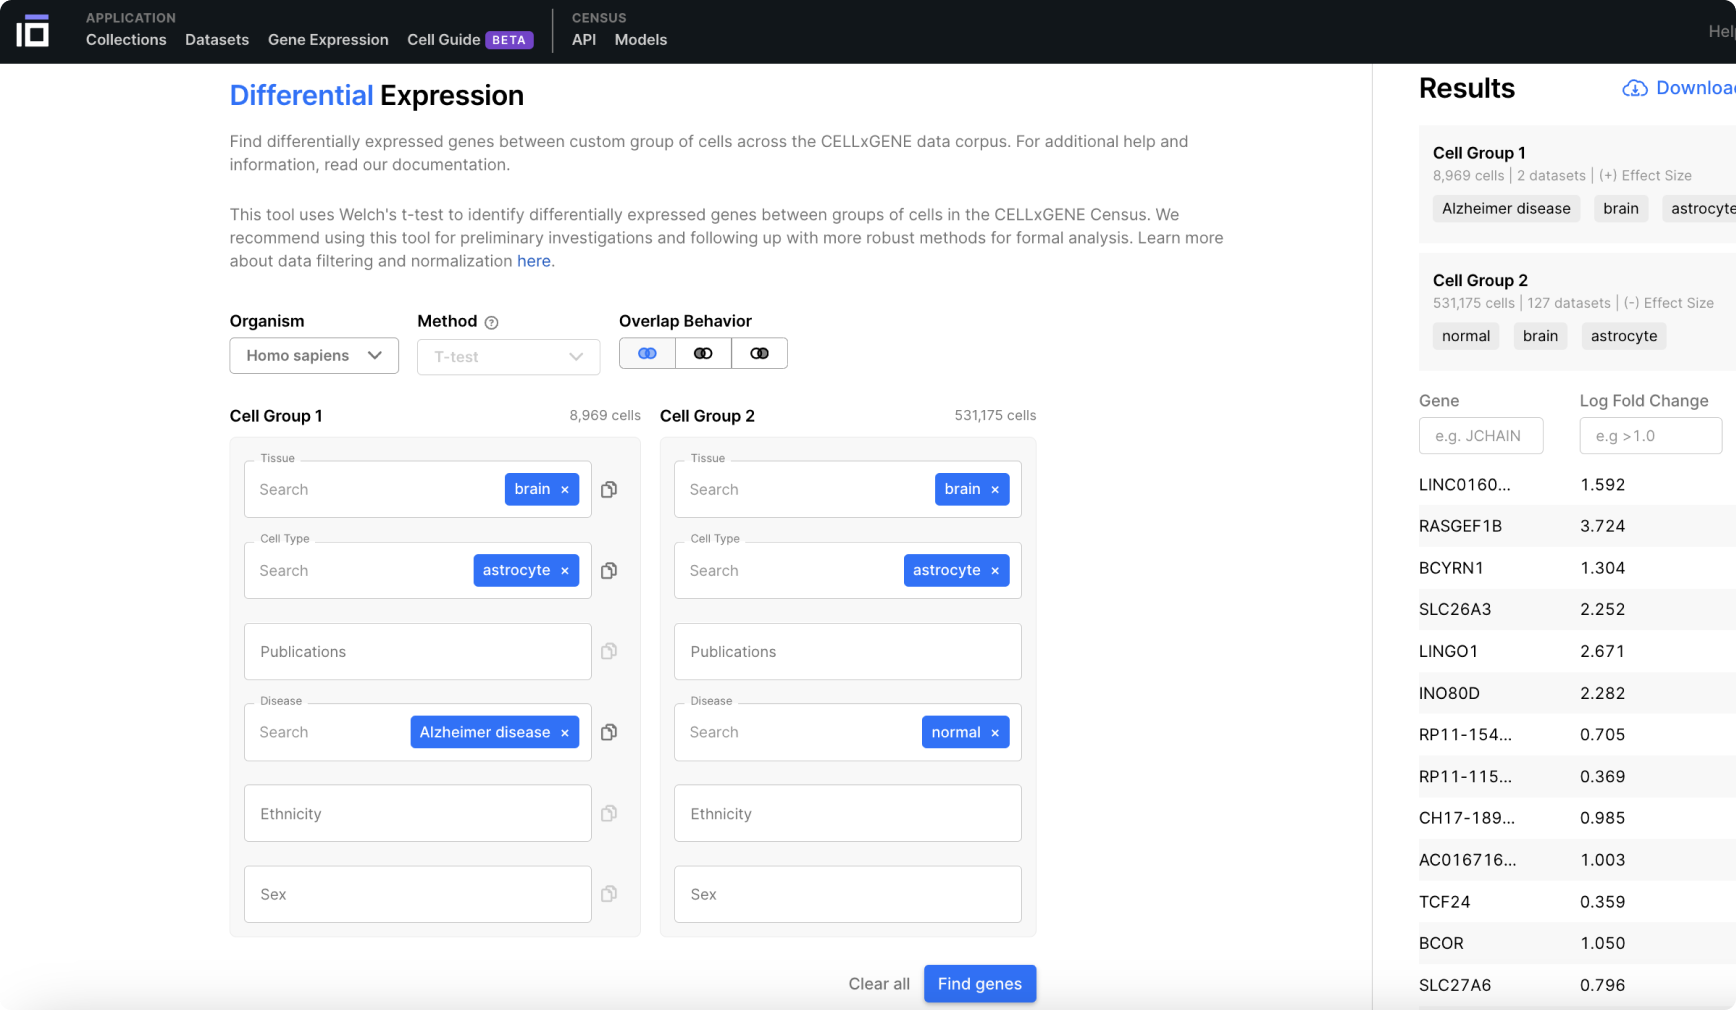 APPLICATION
Collections Datasets Gene Expression Cell Guide BETA
CENSUS
API Models
Differential Expression
Find differentially expressed genes between custom group of cells across the CELLxGENE data corpus. For additional help and
information, read our documentation.
This tool uses Welch's t-test to identify differentially expressed genes between groups of cells in the CELLxGENE Census. We
recommend using this tool for preliminary investigations and following up with more robust methods for formal analysis. Learn more
about data filtering and normalization here.
Organism
Homo sapiens
Method
T-test
Overlap Behavior
Cell Group 1 8,969 cells
Tissue
Search brain ×
Cell Type
Search astrocyte ×
Publications
Disease
Search Alzheimer disease ×
Ethnicity
Sex
Cell Group 2 531,175 cells
Tissue
Search brain ×
Cell Type
Search astrocyte ×
Publications
Disease
Search normal ×
Ethnicity
Sex
Clear all Find genes
Results
Cell Group 1
8,969 cells | 2 datasets | (+) Effect Size
Alzheimer disease brain astrocyte
Cell Group 2
531,175 cells | 127 datasets | (-) Effect Size
normal brain astrocyte
Gene Log Fold Change
e.g. JCHAIN e.g >1.0
LINC0160... 1.592
RASGEF1B 3.724
BCYRN1 1.304
SLC26A3 2.252
LINGO1 2.671
INO80D 2.282
RP11-154... 0.705
RP11-115... 0.369
CH17-189... 0.985
AC016716... 1.003
TCF24 0.359
BCOR 1.050
SLC27A6 0.796